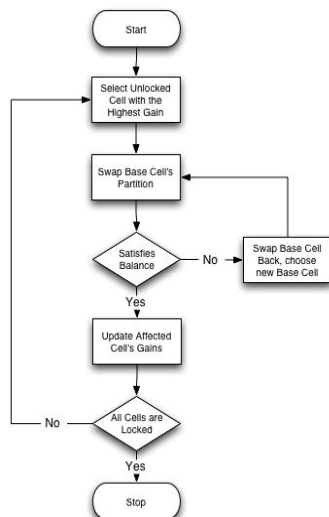 Start
Select Unlocked
Cell with the
Highest Gain
Swap Base Cell's
Partition
Satisfies
Balance
No
Swap Base Cell
Back, choose
new Base Cell
Yes
Update Affected
Cell's Gains
No
All Cells are
Locked
Yes
Stop